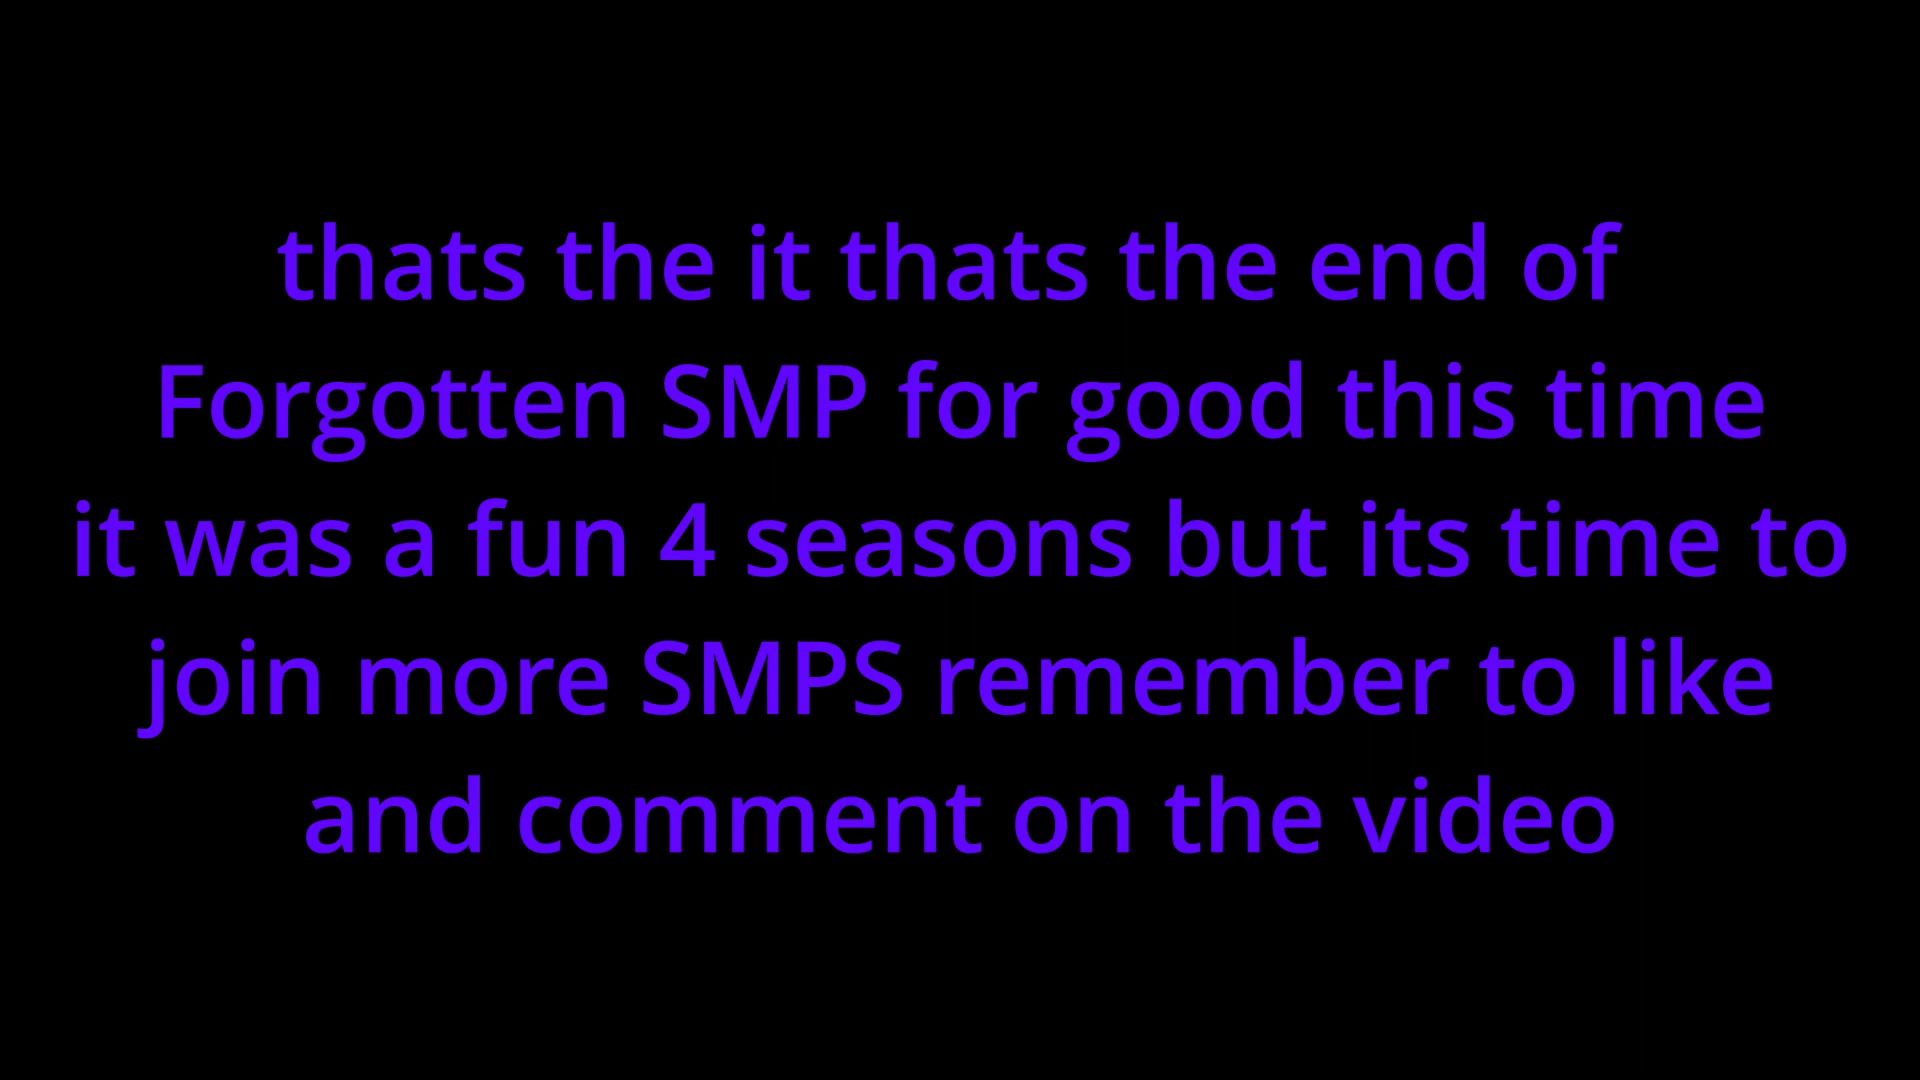 thats the it thats the end of
Forgotten SMP for good this time
it was a fun 4 seasons but its time to
join more SMPS remember to like
and comment on the video